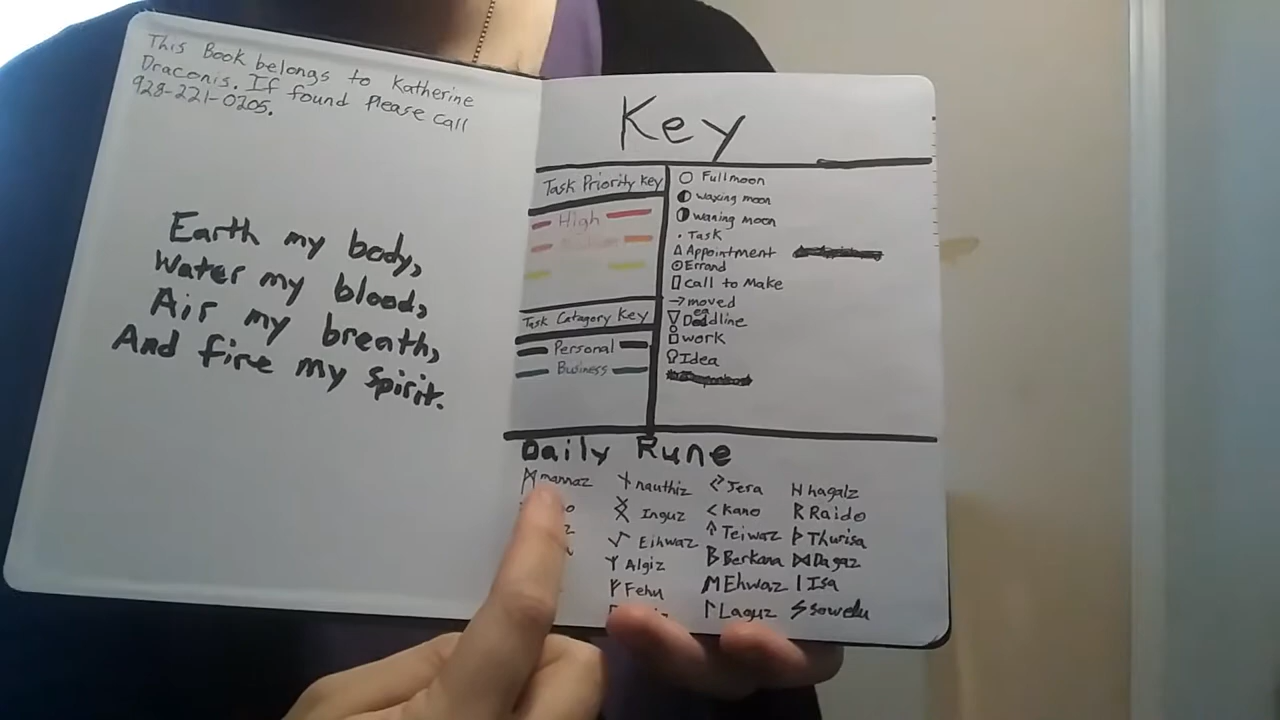 This Book belongs to Katherine
Draconis. If found Please call
928-221-0205.
Earth my body,
Water my blood,
Air my breath,
And fire my spirit.
Key
Task Priority Key
High
Task Catagory Key
Personal
Business
Full moon
waxing moon
waning moon
Task
Appointment
Errand
call to Make
→ moved
Deadline
work
Idea
Daily Rune
ᛗ mannaz
ᚾ nauthiz
Jera
ᚺ hagalz
Inguz
ᚲ Kano
ᚱ Raido
Eihwaz
ᛏ Teiwaz
ᚦ Thurisa
ᛉ Algiz
ᛒ Berkana
ᛞ Dagaz
ᚠ Fehu
ᛖ Ehwaz
ᛁ Isa
ᛚ Laguz
ᛊ Sowelu